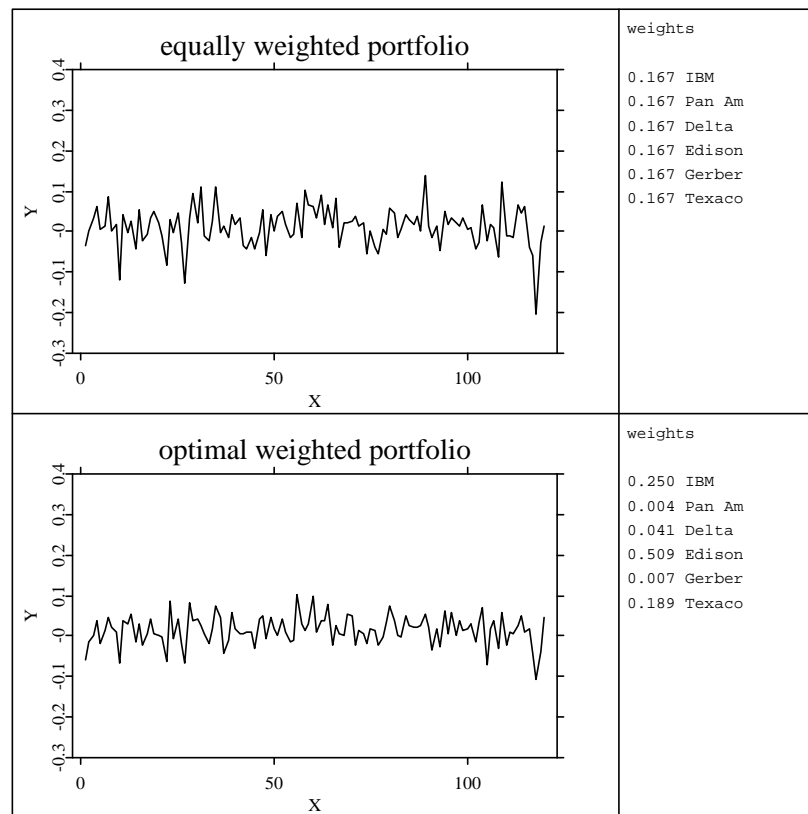 equally weighted portfolio
0.4
0.3
0.2
0.1
-0
-0.1
-0.2
-0.3
Y
0 50 100
X
weights
0.167 IBM
0.167 Pan Am
0.167 Delta
0.167 Edison
0.167 Gerber
0.167 Texaco
optimal weighted portfolio
0.4
0.3
0.2
0.1
-0
-0.1
-0.2
-0.3
Y
0 50 100
X
weights
0.250 IBM
0.004 Pan Am
0.041 Delta
0.509 Edison
0.007 Gerber
0.189 Texaco